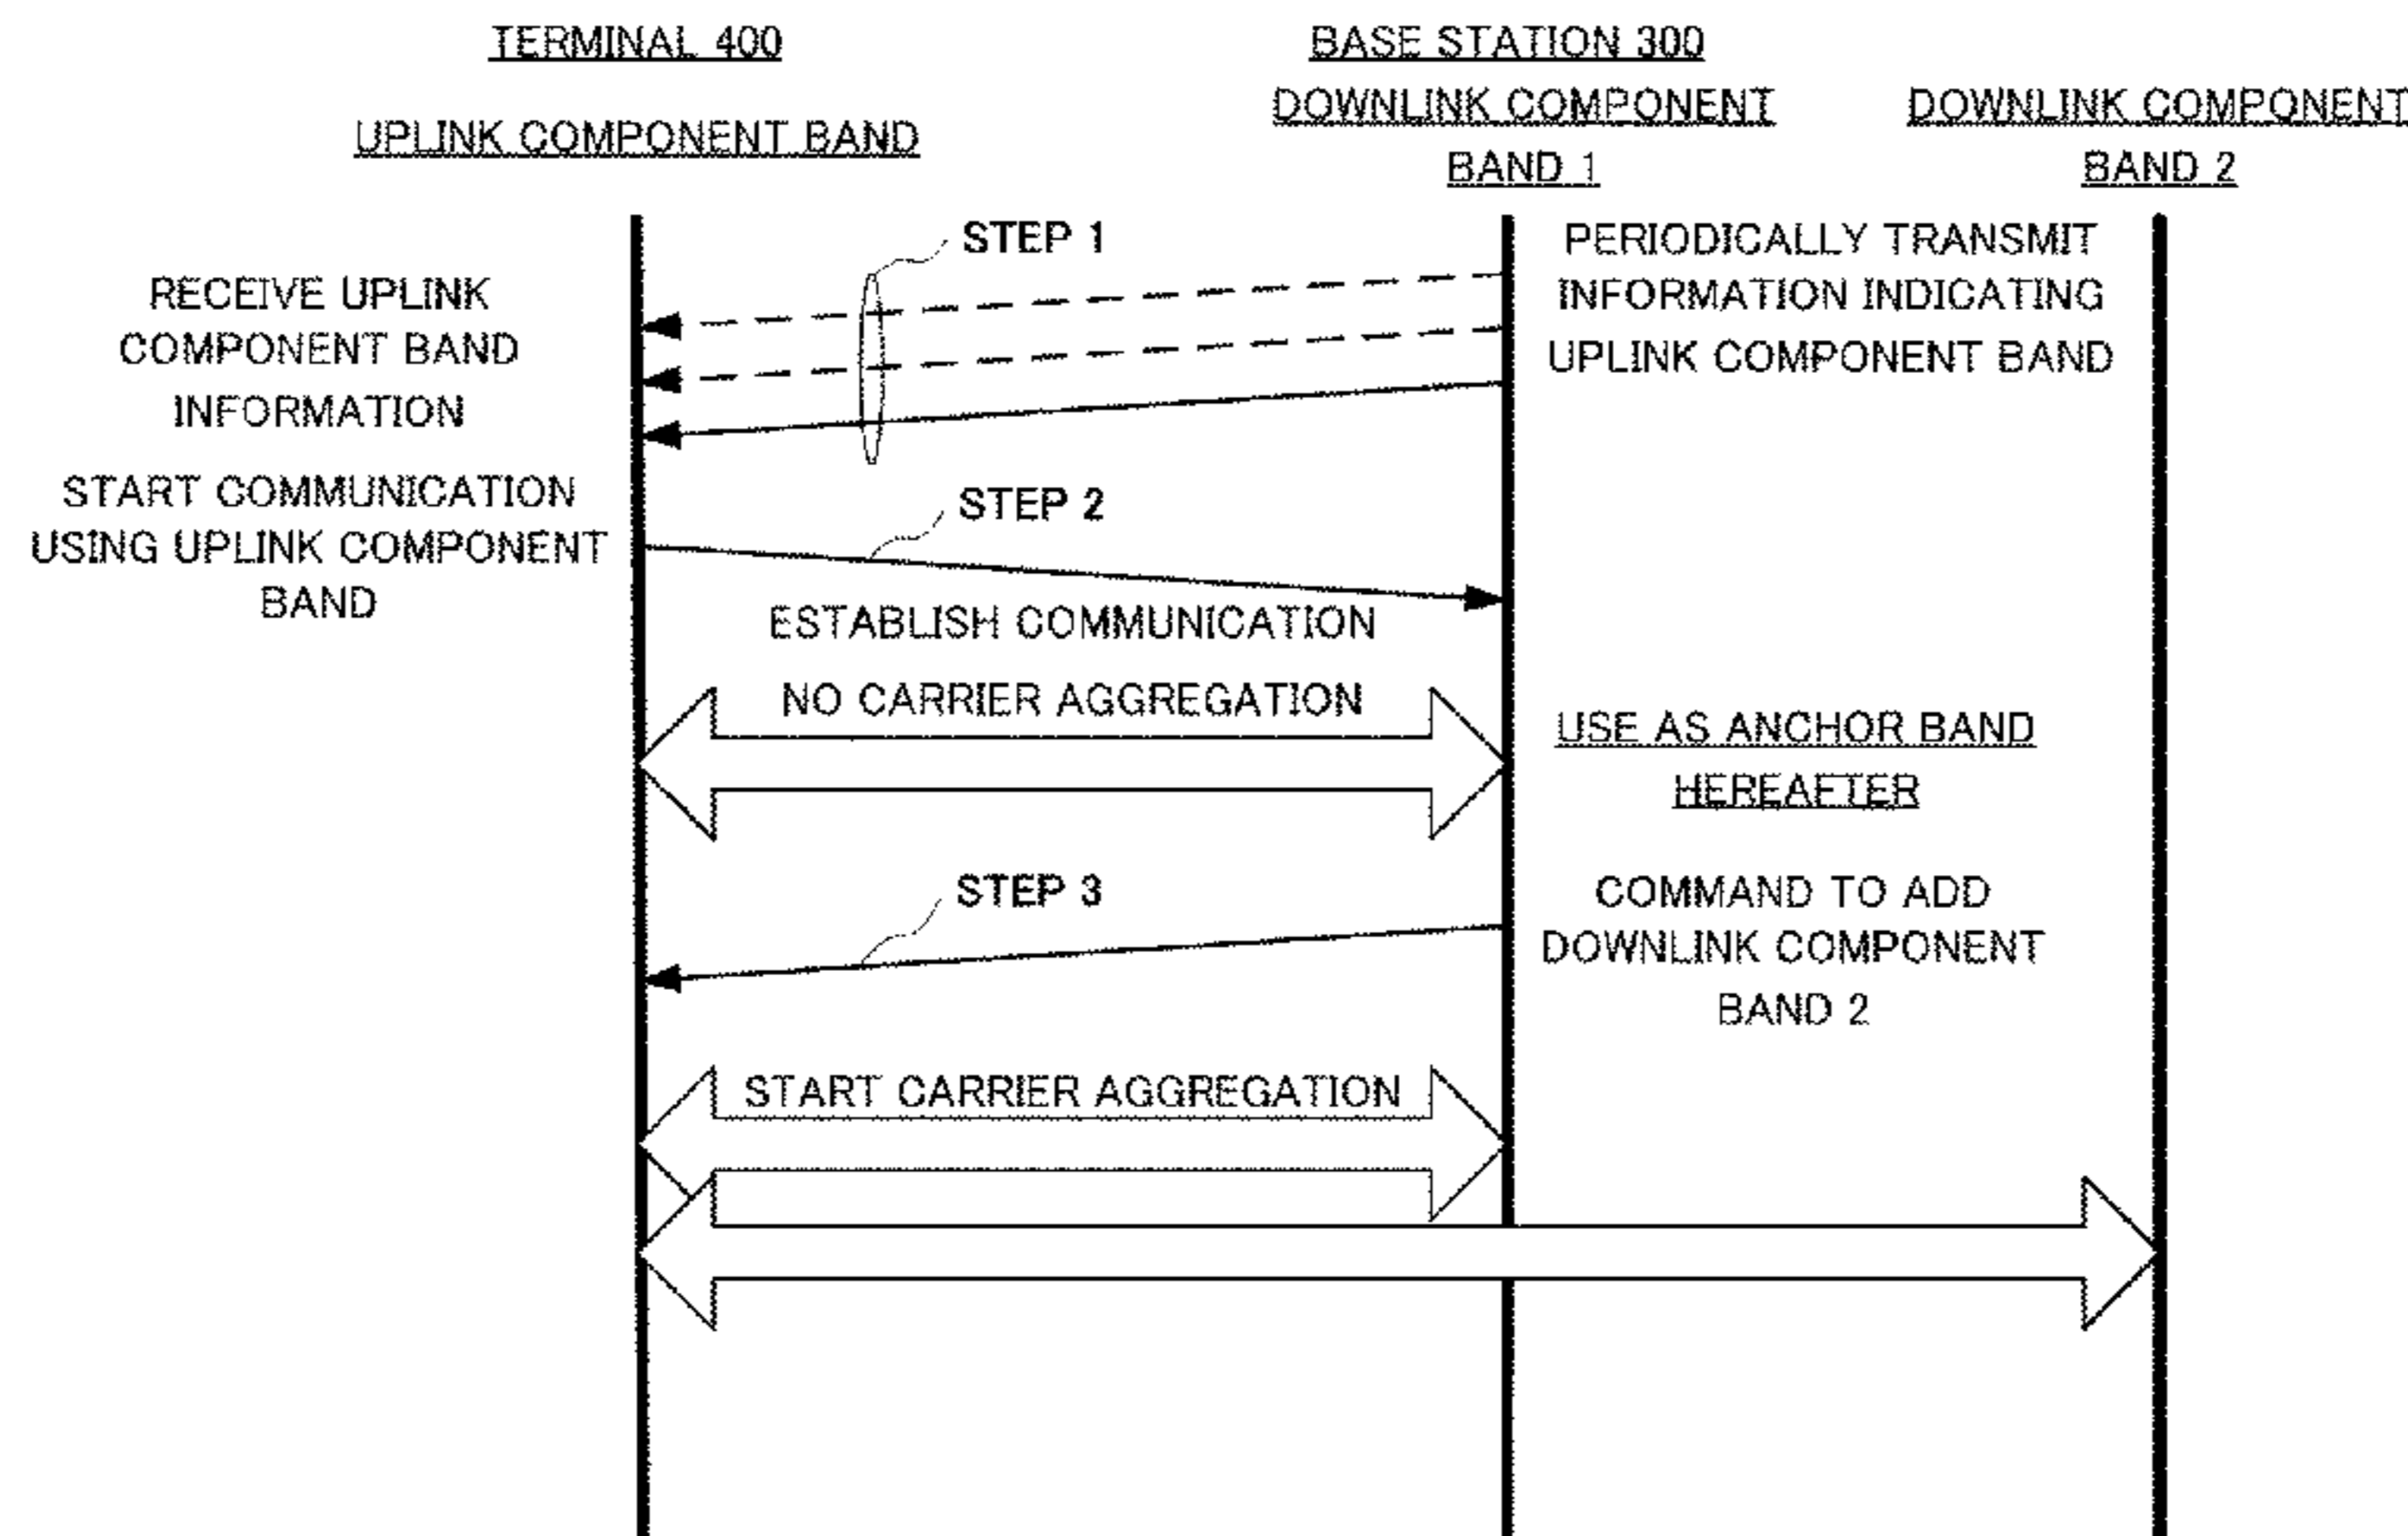 TERMINAL 400
UPLINK COMPONENT BAND
BASE STATION 300
DOWNLINK COMPONENT
BAND 1
DOWNLINK COMPONENT
BAND 2
STEP 1
PERIODICALLY TRANSMIT
INFORMATION INDICATING
UPLINK COMPONENT BAND
RECEIVE UPLINK
COMPONENT BAND
INFORMATION
START COMMUNICATION
USING UPLINK COMPONENT
BAND
STEP 2
ESTABLISH COMMUNICATION
NO CARRIER AGGREGATION
USE AS ANCHOR BAND
HEREAFTER
STEP 3
COMMAND TO ADD
DOWNLINK COMPONENT
BAND 2
START CARRIER AGGREGATION